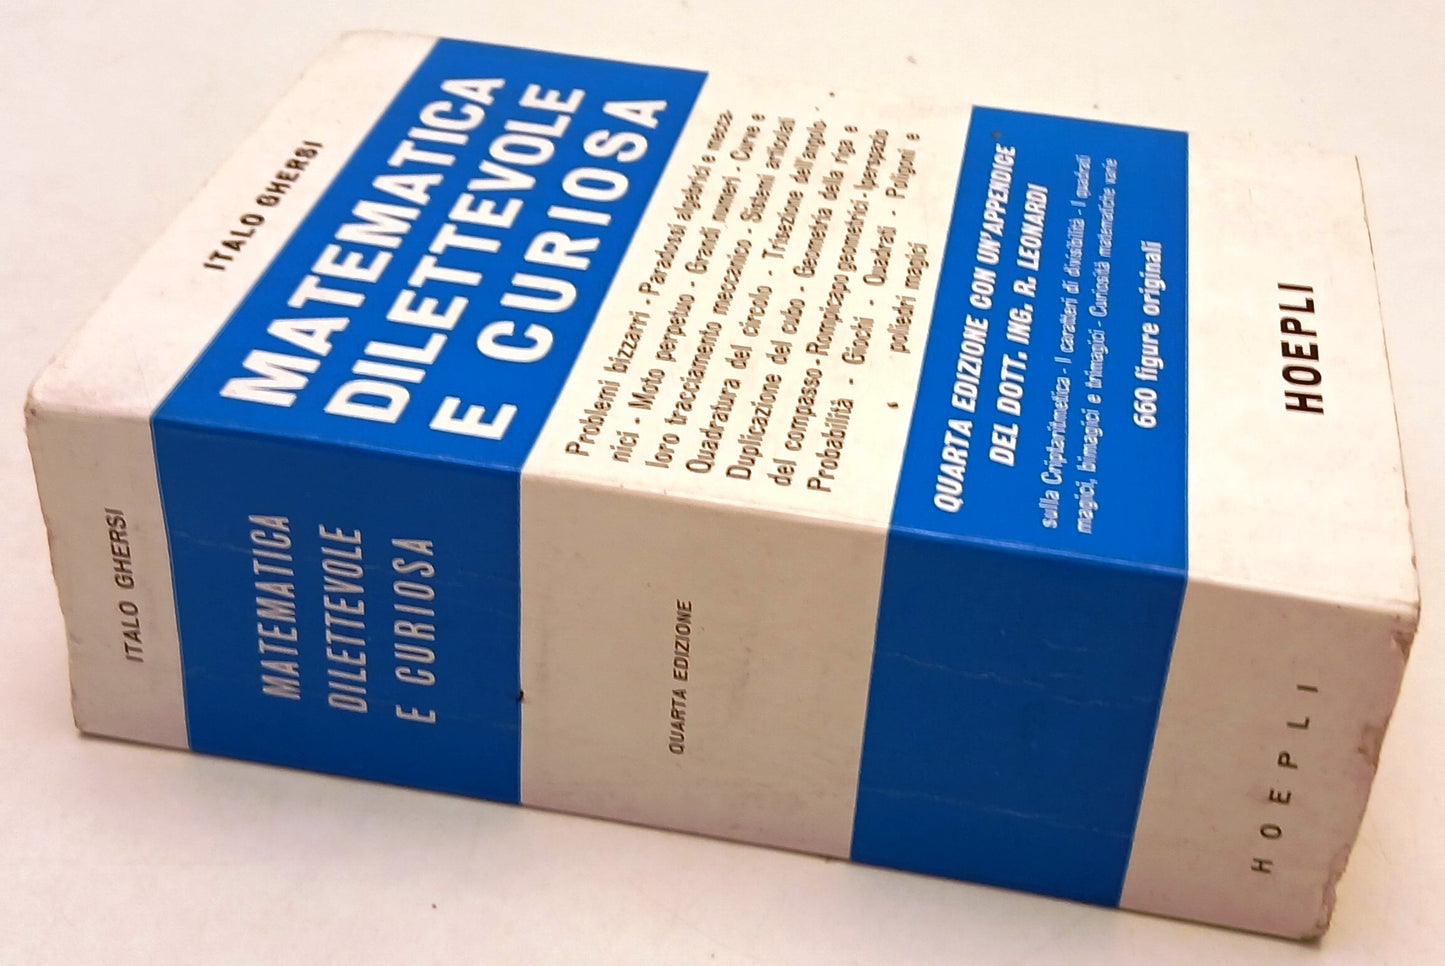 ITALO GHERSI
MATEMATICA
DILETTEVOLE
E CURIOSA
Problemi bizzarri - Paradossi algebrici e mecca-
nici - Moto perpetuo - Grandi numeri - Curve e
loro tracciamento meccanico - Sistemi articolati
Quadratura del circolo - Trisezione dell'angolo -
Duplicazione del cubo - Geometria della riga e
del compasso - Rompicapo geometrici - Iperspazio
Probabilità - Giochi - Quadrati - Poligoni e
poliedri magici
QUARTA EDIZIONE CON UN'APPENDICE
DEL DOTT. ING. R. LEONARDI
sulla Criptaritmetica - I caratteri di divisibilità - I quadrati
magici, bimagici e trimagici - Curiosità matematiche varie
660 figure originali
HOEPLI
ITALO GHERSI
MATEMATICA
DILETTEVOLE
E CURIOSA
QUARTA EDIZIONE
HOEPLI